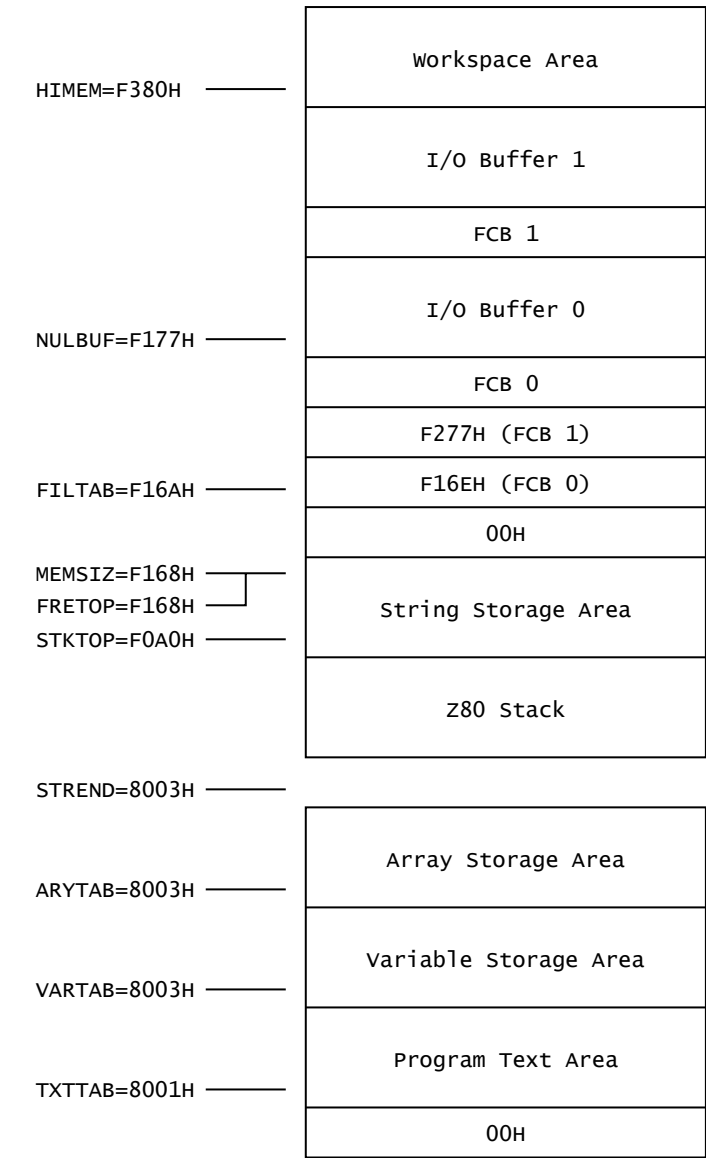 Workspace Area
HIMEM=F380H
I/O Buffer 1
FCB 1
I/O Buffer 0
NULBUF=F177H
FCB 0
F277H (FCB 1)
FILTAB=F16AH
F16EH (FCB 0)
00H
MEMSIZ=F168H
FRETOP=F168H
String Storage Area
STKTOP=F0A0H
Z80 Stack
STREND=8003H
Array Storage Area
ARYTAB=8003H
Variable Storage Area
VARTAB=8003H
Program Text Area
TXTTAB=8001H
00H